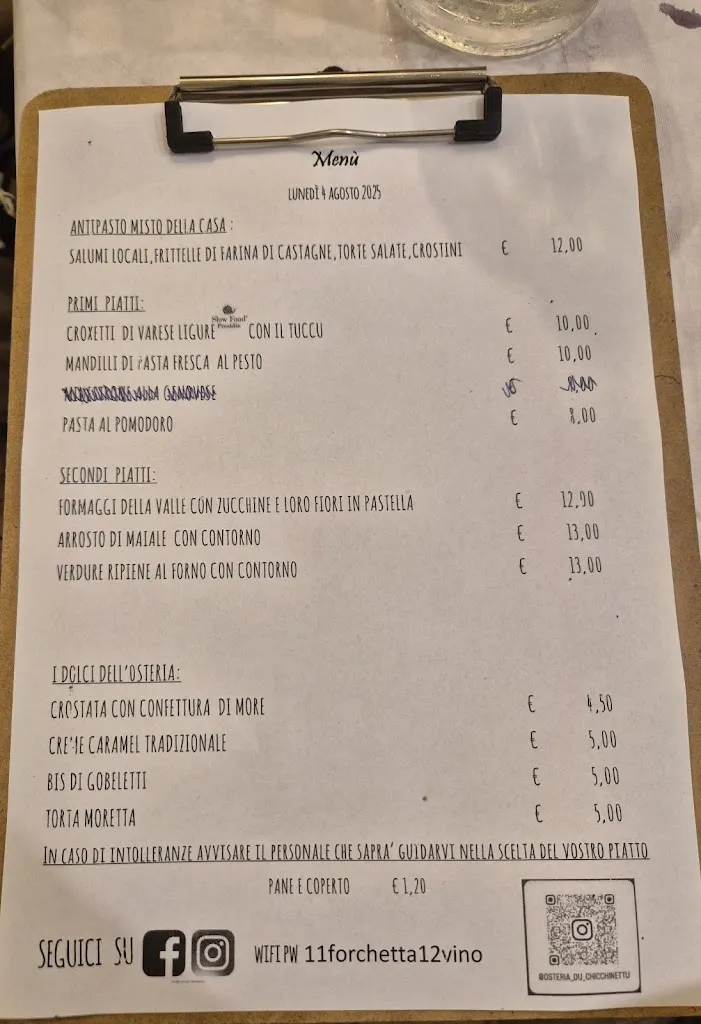 Menù
LUNEDÌ 4 AGOSTO 2025
ANTIPASTO MISTO DELLA CASA :
SALUMI LOCALI,FRITTELLE DI FARINA DI CASTAGNE,TORTE SALATE,CROSTINI € 12,00
PRIMI PIATTI:
CROXETTI DI VARESE LIGURE Slow Food Presidio CON IL TUCCU € 10,00
MANDILLI DI PASTA FRESCA AL PESTO € 10,00
GENOVESE
PASTA AL POMODORO € 8,00
SECONDI PIATTI:
FORMAGGI DELLA VALLE CON ZUCCHINE E LORO FIORI IN PASTELLA € 12,90
ARROSTO DI MAIALE CON CONTORNO € 13,00
VERDURE RIPIENE AL FORNO CON CONTORNO € 13,00
I DOLCI DELL'OSTERIA:
CROSTATA CON CONFETTURA DI MORE € 4,50
CREME CARAMEL TRADIZIONALE € 5,00
BIS DI GOBELETTI € 5,00
TORTA MORETTA € 5,00
IN CASO DI INTOLLERANZE AVVISARE IL PERSONALE CHE SAPRA' GUIDARVI NELLA SCELTA DEL VOSTRO PIATTO
PANE E COPERTO € 1,20
SEGUICI SU WIFI PW 11forchetta12vino
@OSTERIA_DU_CHICCHINETTU